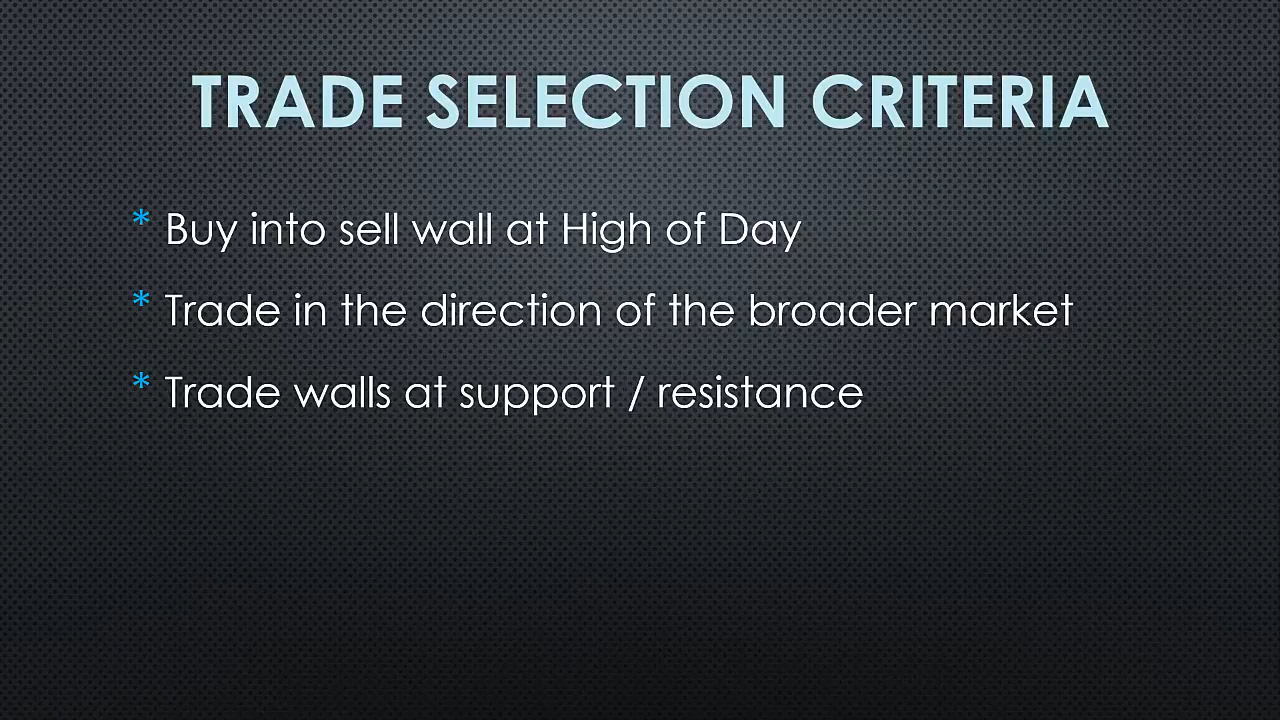 TRADE SELECTION CRITERIA
* Buy into sell wall at High of Day
* Trade in the direction of the broader market
* Trade walls at support / resistance